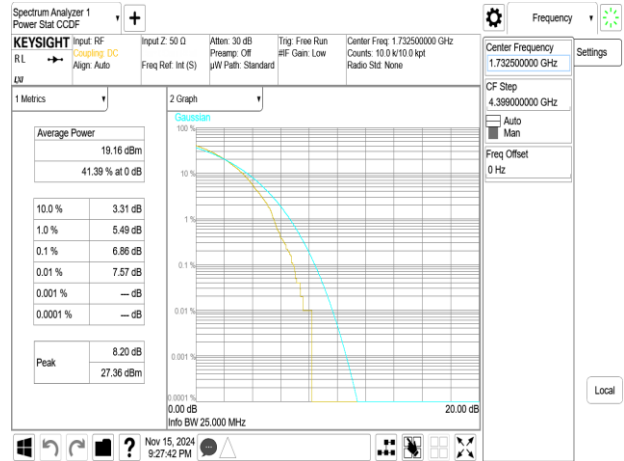 Spectrum Analyzer 1
Power Stat CCDF
+
Frequency
KEYSIGHT
RL
LXI
Input: RF
Coupling: DC
Align: Auto
Input Z: 50 Ω
Freq Ref: Int (S)
Atten: 30 dB
Preamp: Off
µW Path: Standard
Trig: Free Run
#IF Gain: Low
Center Freq: 1.732500000 GHz
Counts: 10.0 k/10.0 kpt
Radio Std: None
Center Frequency
1.732500000 GHz
Settings
CF Step
4.399000000 MHz
Auto
Man
Freq Offset
0 Hz
Local
1 Metrics
Average Power
19.16 dBm
41.39 % at 0 dB
10.0 % 3.31 dB
1.0 % 5.49 dB
0.1 % 6.86 dB
0.01 % 7.57 dB
0.001 % --- dB
0.0001 % --- dB
Peak
8.20 dB
27.36 dBm
2 Graph
Gaussian
100 %
10 %
1 %
0.1 %
0.01 %
0.001 %
0.0001 %
0.00 dB 20.00 dB
Info BW 25.000 MHz
?
Nov 15, 2024
9:27:42 PM